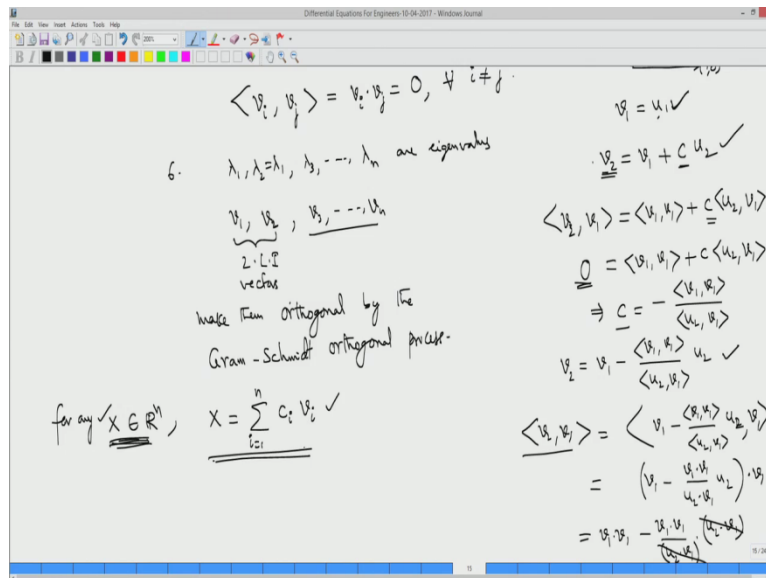 Differential Equations For Engineers-10-04-2017 - Windows Journal
File Edit View Insert Actions Tools Help
200%
B I
⟨v_i, v_j⟩ = v_i · v_j = 0, ∀ i ≠ j.
6. λ_1, λ_2=λ_1, λ_3, ---, λ_n are eigenvalues
v_1, v_2, v_3, ---, v_n
2. L.I
vectors
make them orthogonal by the
Gram-Schmidt orthogonal process.
for any ✓ X ∈ ℝ^n, X = ∑_{i=1}^{n} c_i v_i ✓
v_1 = u_1 ✓
v_2 = v_1 + c u_2 ✓
⟨v_2, v_1⟩ = ⟨v_1, v_1⟩ + c ⟨u_2, v_1⟩
0 = ⟨v_1, v_1⟩ + c ⟨u_2, v_1⟩
⇒ c = - ⟨v_1, v_1⟩ / ⟨u_2, v_1⟩
v_2 = v_1 - ⟨v_1, v_1⟩ / ⟨u_2, v_1⟩ u_2 ✓
⟨v_2, v_1⟩ = ⟨ v_1 - ⟨v_1, v_1⟩ / ⟨u_2, v_1⟩ u_2, v_1⟩
= (v_1 - v_1·v_1 / u_2·v_1 u_2) · v_1
= v_1·v_1 - v_1·v_1 / (u_2·v_1) · (u_2·v_1)
15
15 / 24